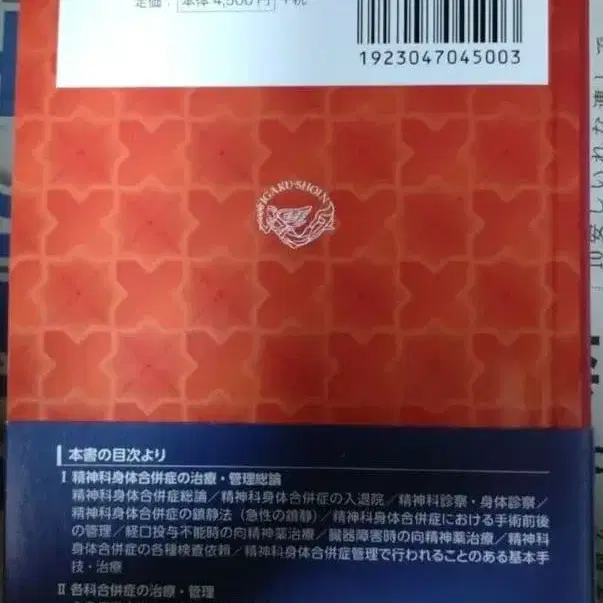 定価： 本体 4,500円 +税
1923047045003
IGAKU-SHOIN
本書の目次より
I 精神科身体合併症の治療・管理総論
精神科身体合併症総論／精神科身体合併症の入退院／精神科診察・身体診察／
精神科身体合併症の鎮静法（急性の鎮静）／精神科身体合併症における手術前後
の管理／経口投与不能時の向精神薬治療／臓器障害時の向精神薬治療／精神科
身体合併症の各種検査依頼／精神科身体合併症管理で行われることのある基本手
技・治療
II 各科合併症の治療・管理